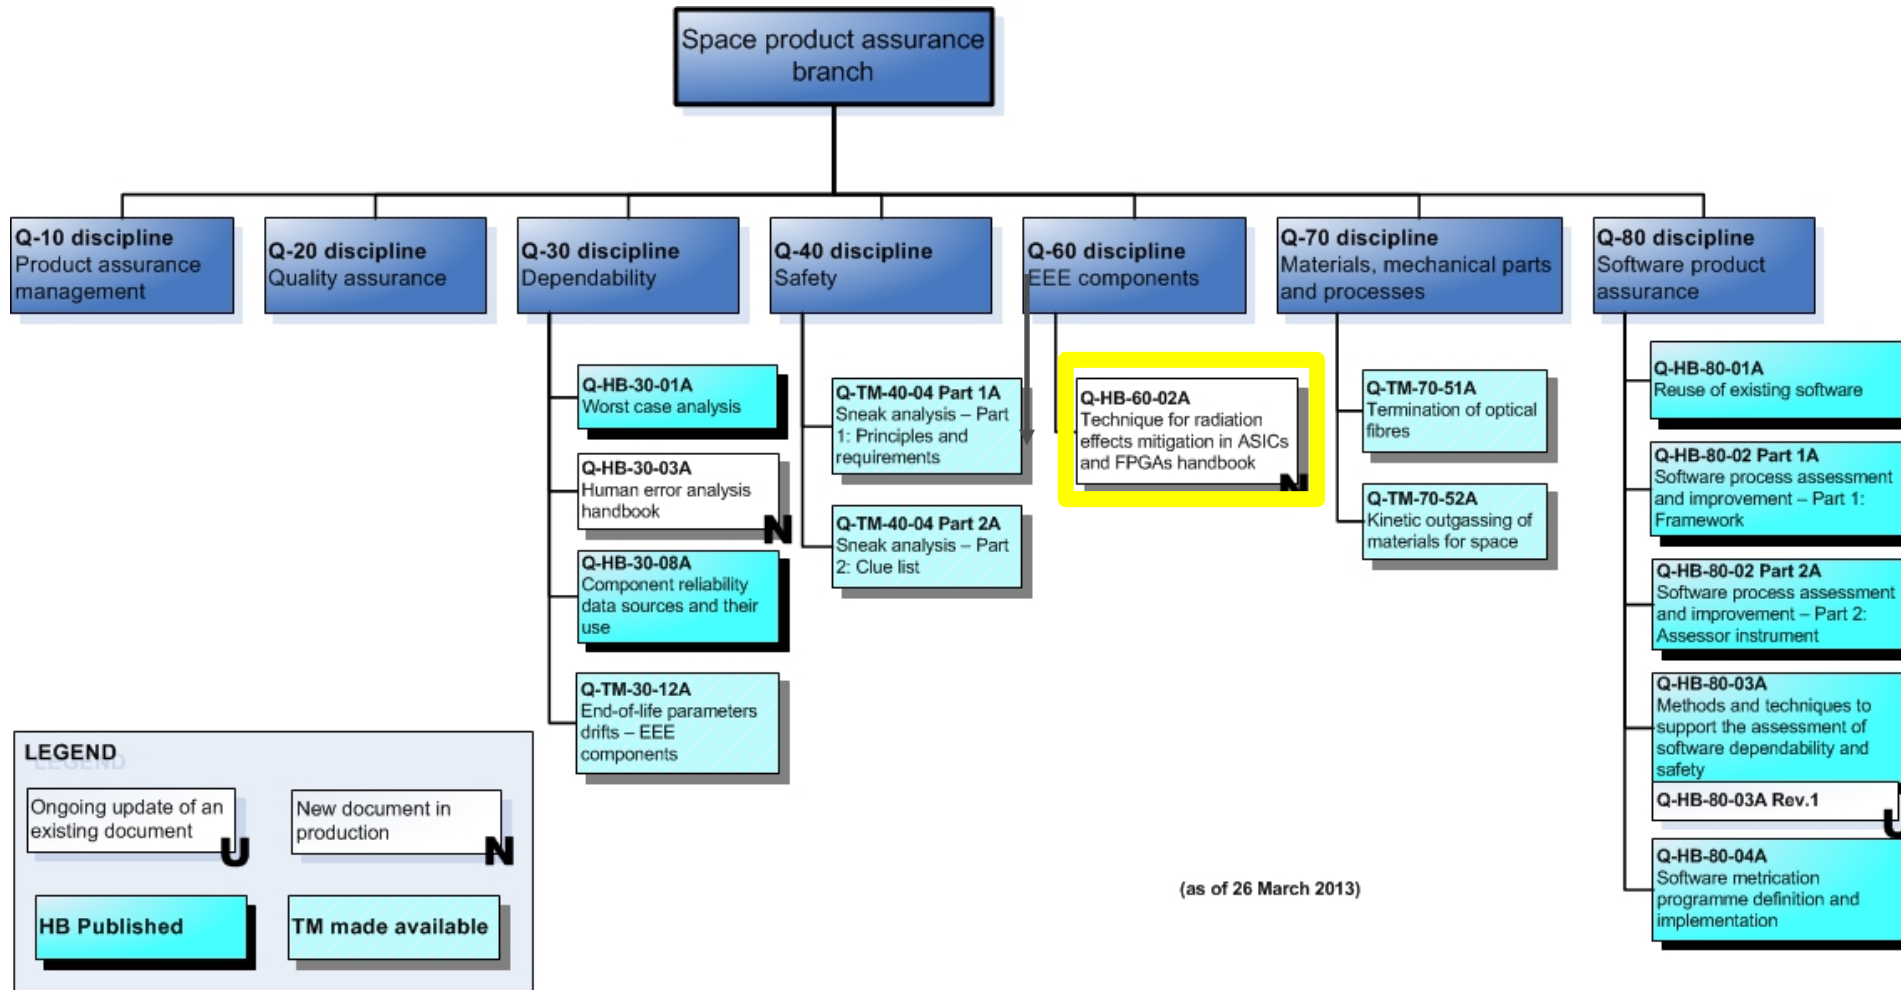 Space product assurance
branch
Q-10 discipline
Product assurance
management
Q-20 discipline
Quality assurance
Q-30 discipline
Dependability
Q-40 discipline
Safety
Q-60 discipline
EEE components
Q-70 discipline
Materials, mechanical parts
and processes
Q-80 discipline
Software product
assurance
Q-HB-30-01A
Worst case analysis
Q-HB-30-03A
Human error analysis
handbook
N
Q-HB-30-08A
Component reliability
data sources and their
use
Q-TM-30-12A
End-of-life parameters
drifts – EEE
components
Q-TM-40-04 Part 1A
Sneak analysis – Part
1: Principles and
requirements
Q-TM-40-04 Part 2A
Sneak analysis – Part
2: Clue list
Q-HB-60-02A
Technique for radiation
effects mitigation in ASICs
and FPGAs handbook
N
Q-TM-70-51A
Termination of optical
fibres
Q-TM-70-52A
Kinetic outgassing of
materials for space
Q-HB-80-01A
Reuse of existing software
Q-HB-80-02 Part 1A
Software process assessment
and improvement – Part 1:
Framework
Q-HB-80-02 Part 2A
Software process assessment
and improvement – Part 2:
Assessor instrument
Q-HB-80-03A
Methods and techniques to
support the assessment of
software dependability and
safety
Q-HB-80-03A Rev.1
U
Q-HB-80-04A
Software metrication
programme definition and
implementation
LEGEND
Ongoing update of an
existing document
U
New document in
production
N
HB Published
TM made available
(as of 26 March 2013)